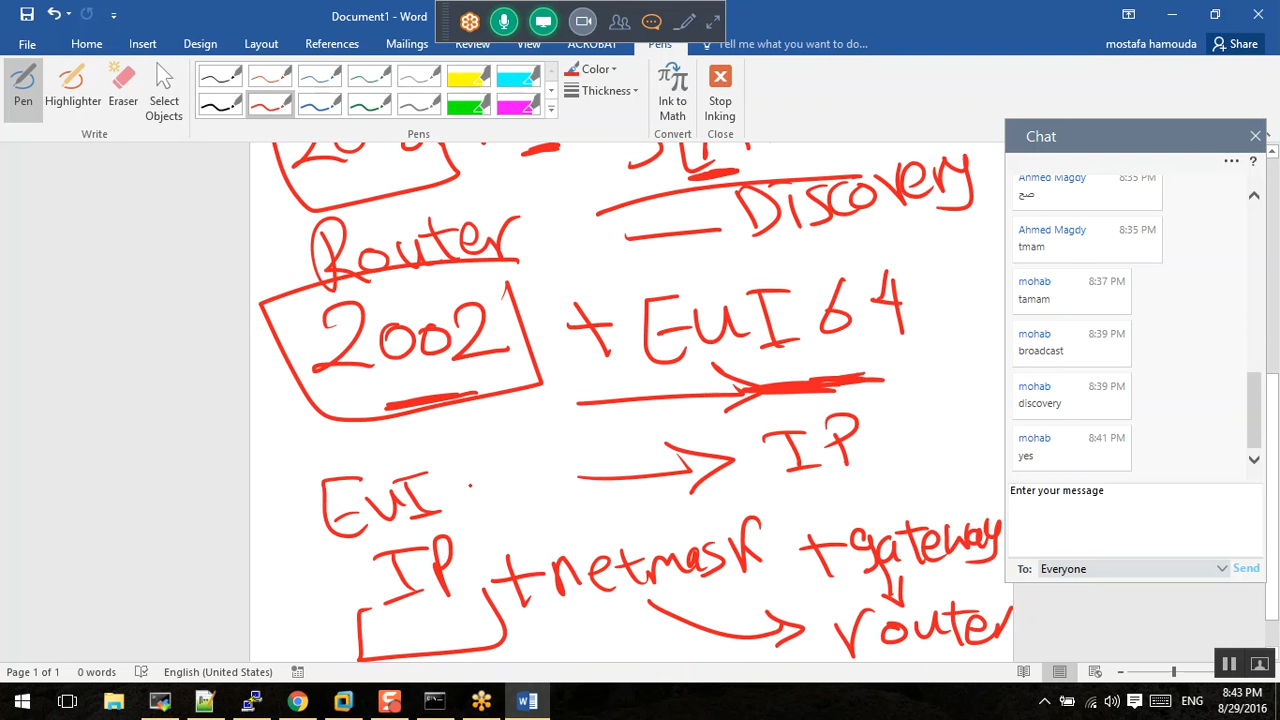 Document1 - Word
File
Home
Insert
Design
Layout
References
Mailings
Review
View
ACROBAT
Pens
Tell me what you want to do...
mostafa hamouda
Share
Pen
Highlighter
Eraser
Select Objects
Color
Thickness
Ink to Math
Stop Inking
Write
Pens
Convert
Close
Discovery
Router
2002 + EUI 64
IP
EUI
IP + netmask + gateway
router
Chat
Ahmed Magdy 8:35 PM
صح
Ahmed Magdy 8:35 PM
tmam
mohab 8:37 PM
tamam
mohab 8:39 PM
broadcast
mohab 8:39 PM
discovery
mohab 8:41 PM
yes
Enter your message
To: Everyone
Send
Page 1 of 1
0 words
English (United States)
ENG
8:43 PM
8/29/2016